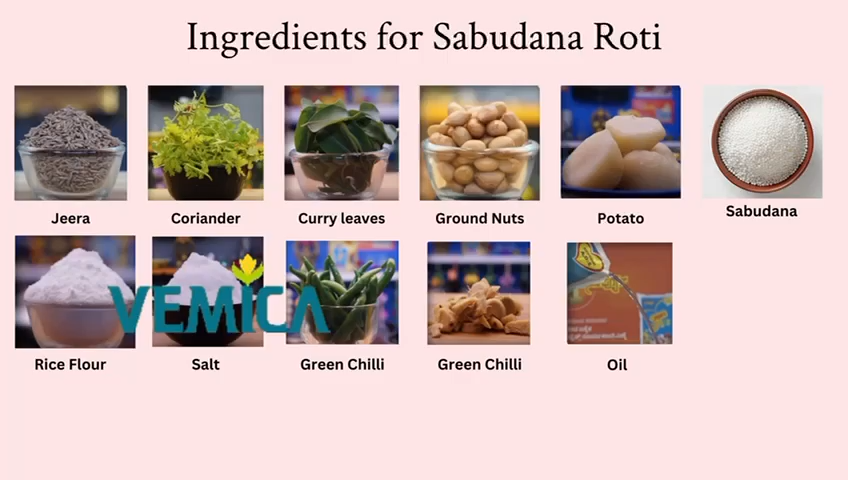 Ingredients for Sabudana Roti
Jeera
Coriander
Curry leaves
Ground Nuts
Potato
Sabudana
VEMICA
Rice Flour
Salt
Green Chilli
Green Chilli
Oil